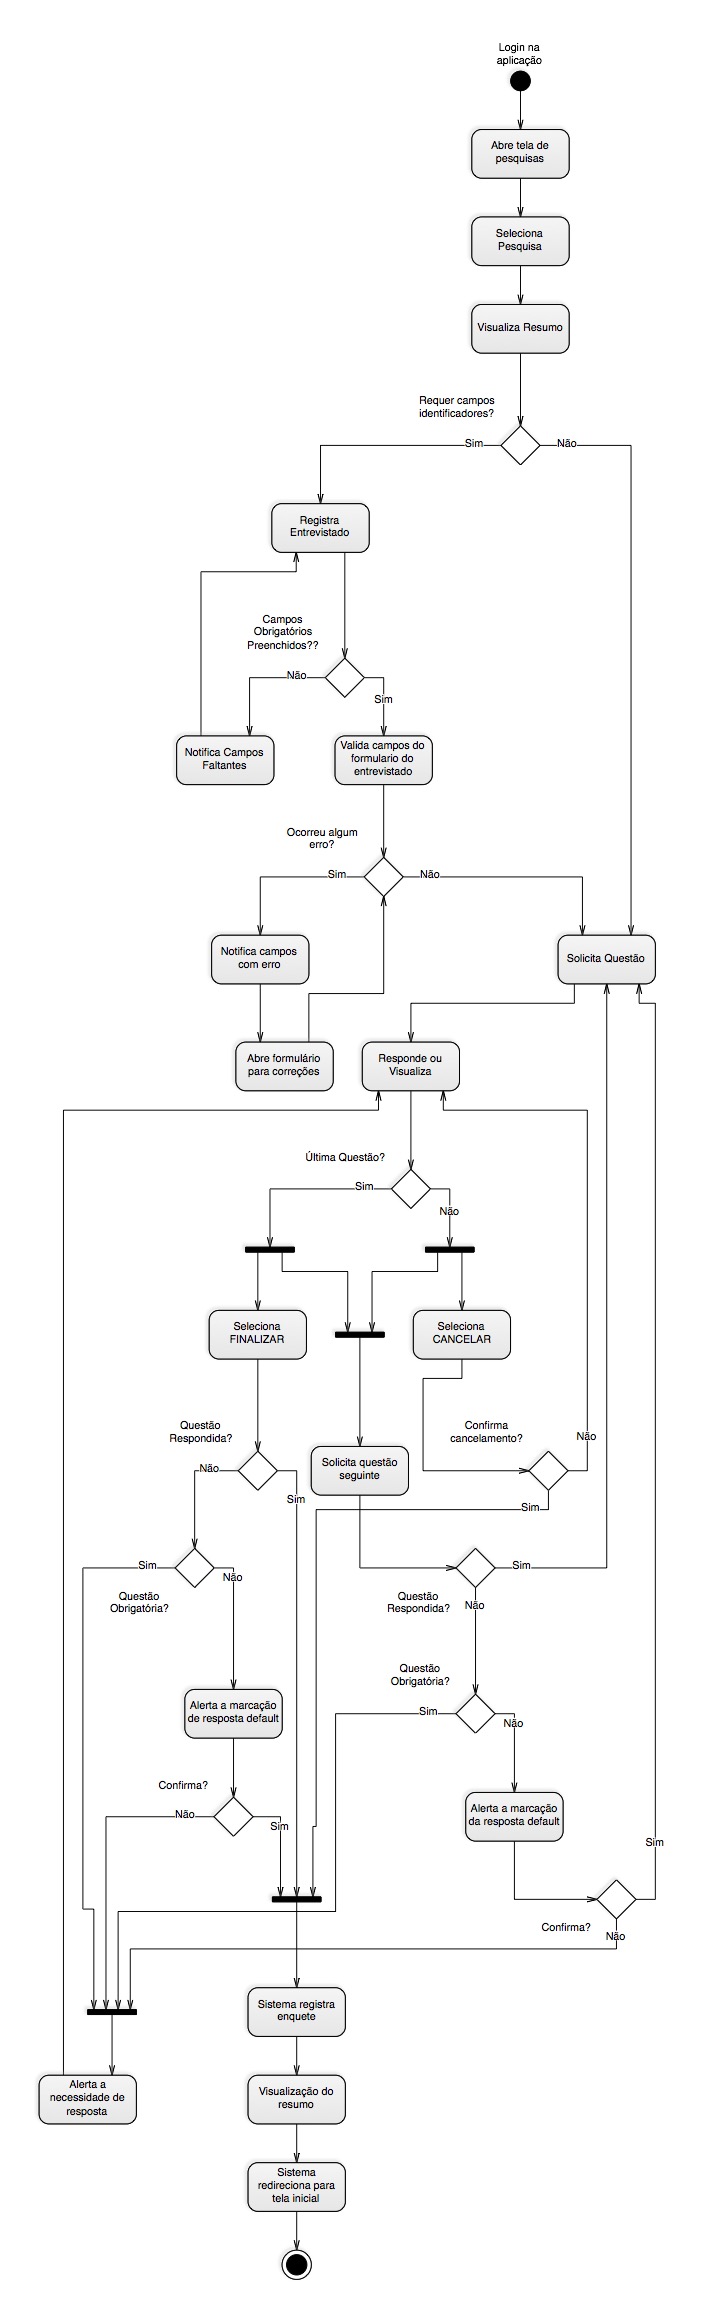 Login na
aplicação
Abre tela de
pesquisas
Seleciona
Pesquisa
Visualiza Resumo
Requer campos
identificadores?
Sim
Não
Registra
Entrevistado
Campos
Obrigatórios
Preenchidos??
Não
Sim
Notifica Campos
Faltantes
Valida campos do
formulario do
entrevistado
Ocorreu algum
erro?
Sim
Não
Notifica campos
com erro
Solicita Questão
Abre formulário
para correções
Responde ou
Visualiza
Última Questão?
Sim
Não
Seleciona
FINALIZAR
Seleciona
CANCELAR
Questão
Respondida?
Confirma
cancelamento?
Não
Não
Sim
Solicita questão
seguinte
Sim
Sim
Não
Questão
Obrigatória?
Sim
Questão
Respondida?
Não
Questão
Obrigatória?
Alerta a marcação
de resposta default
Sim
Não
Confirma?
Não
Sim
Alerta a marcação
da resposta default
Sim
Confirma?
Não
Sistema registra
enquete
Alerta a
necessidade de
resposta
Visualização do
resumo
Sistema
redireciona para
tela inicial